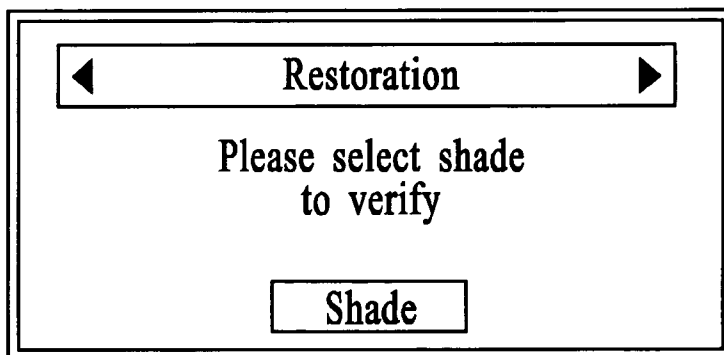 Restoration
Please select shade
to verify
Shade